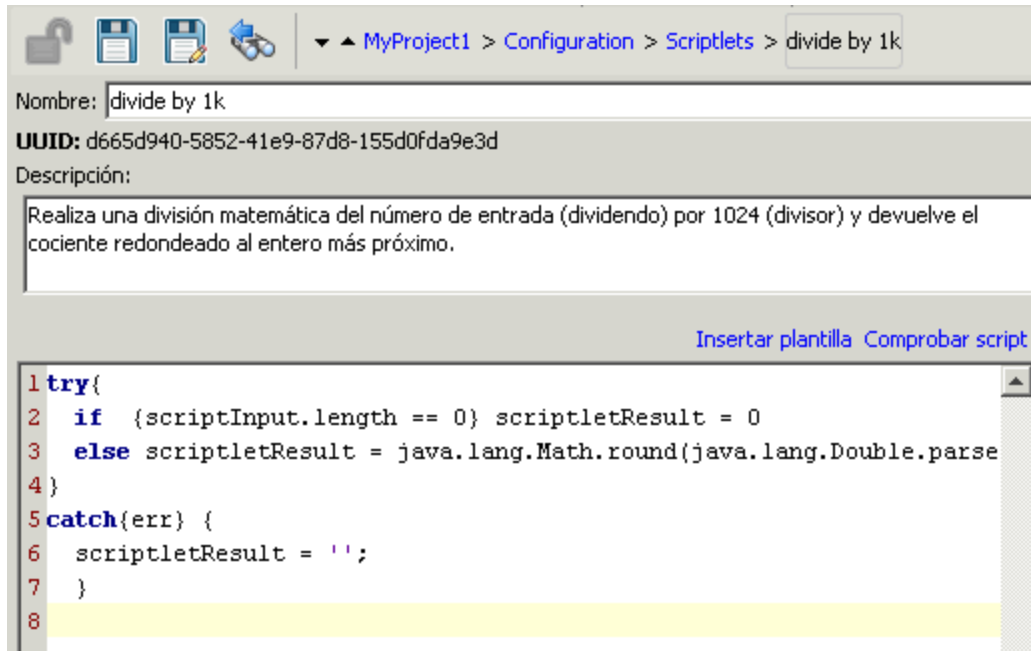 MyProject1 > Configuration > Scriptlets > divide by 1k
Nombre: divide by 1k
UUID: d665d940-5852-41e9-87d8-155d0fda9e3d
Descripción:
Realiza una división matemática del número de entrada (dividendo) por 1024 (divisor) y devuelve el
cociente redondeado al entero más próximo.
Insertar plantilla Comprobar script
1 try{
2 if {scriptInput.length == 0} scriptletResult = 0
3 else scriptletResult = java.lang.Math.round(java.lang.Double.parse
4 }
5 catch{err} {
6 scriptletResult = '';
7 }
8